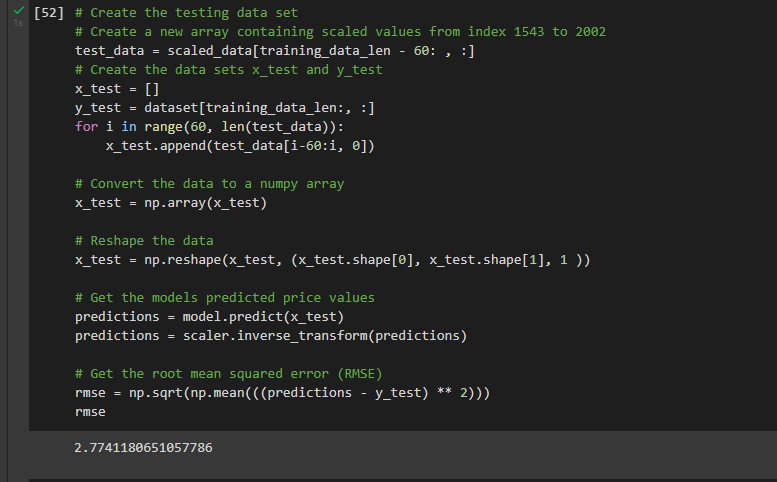 [52] # Create the testing data set
1s
# Create a new array containing scaled values from index 1543 to 2002
test_data = scaled_data[training_data_len - 60: , :]
# Create the data sets x_test and y_test
x_test = []
y_test = dataset[training_data_len:, :]
for i in range(60, len(test_data)):
    x_test.append(test_data[i-60:i, 0])

# Convert the data to a numpy array
x_test = np.array(x_test)

# Reshape the data
x_test = np.reshape(x_test, (x_test.shape[0], x_test.shape[1], 1 ))

# Get the models predicted price values
predictions = model.predict(x_test)
predictions = scaler.inverse_transform(predictions)

# Get the root mean squared error (RMSE)
rmse = np.sqrt(np.mean(((predictions - y_test) ** 2)))
rmse
2.7741180651057786